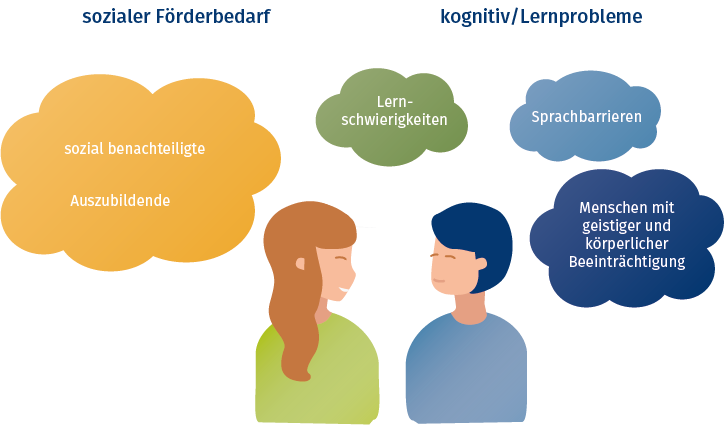 sozialer Förderbedarf
kognitiv/Lernprobleme
sozial benachteiligte
Auszubildende
Lern-
schwierigkeiten
Sprachbarrieren
Menschen mit
geistiger und
körperlicher
Beeinträchtigung